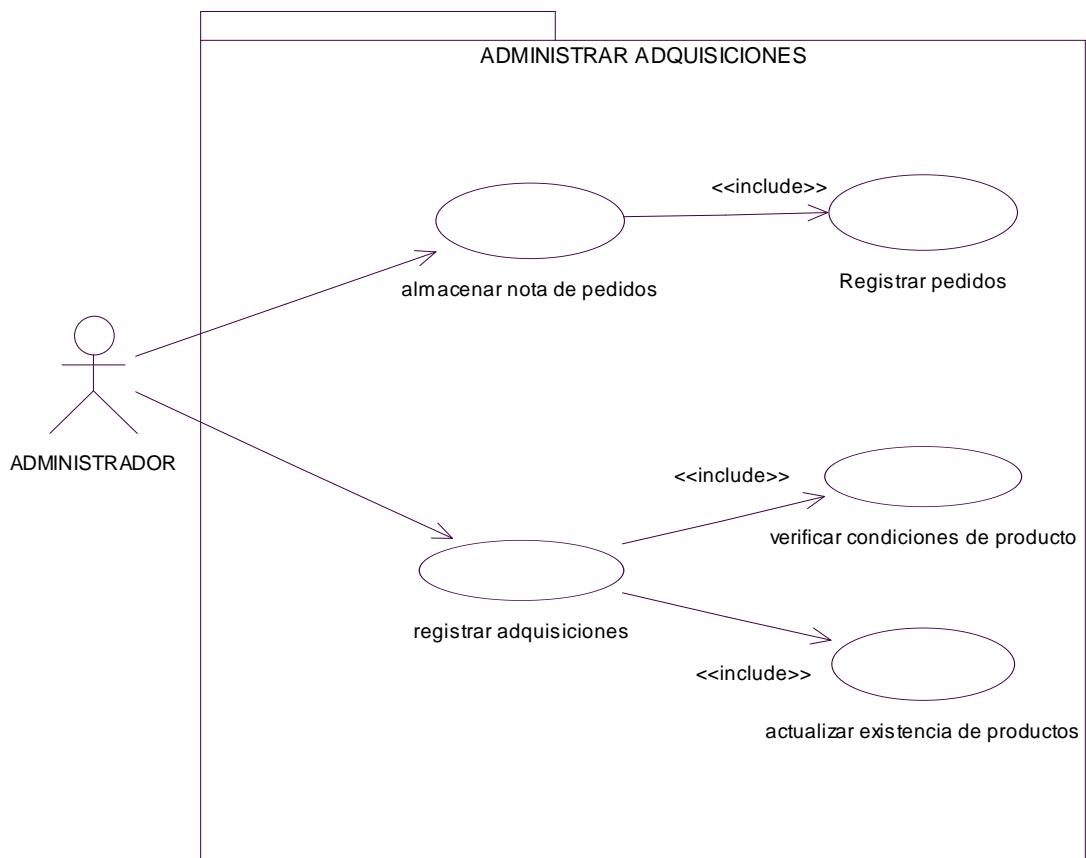 ADMINISTRAR ADQUISICIONES
<<include>>
almacenar nota de pedidos
Registrar pedidos
ADMINISTRADOR
<<include>>
verificar condiciones de producto
registrar adquisiciones
<<include>>
actualizar existencia de productos